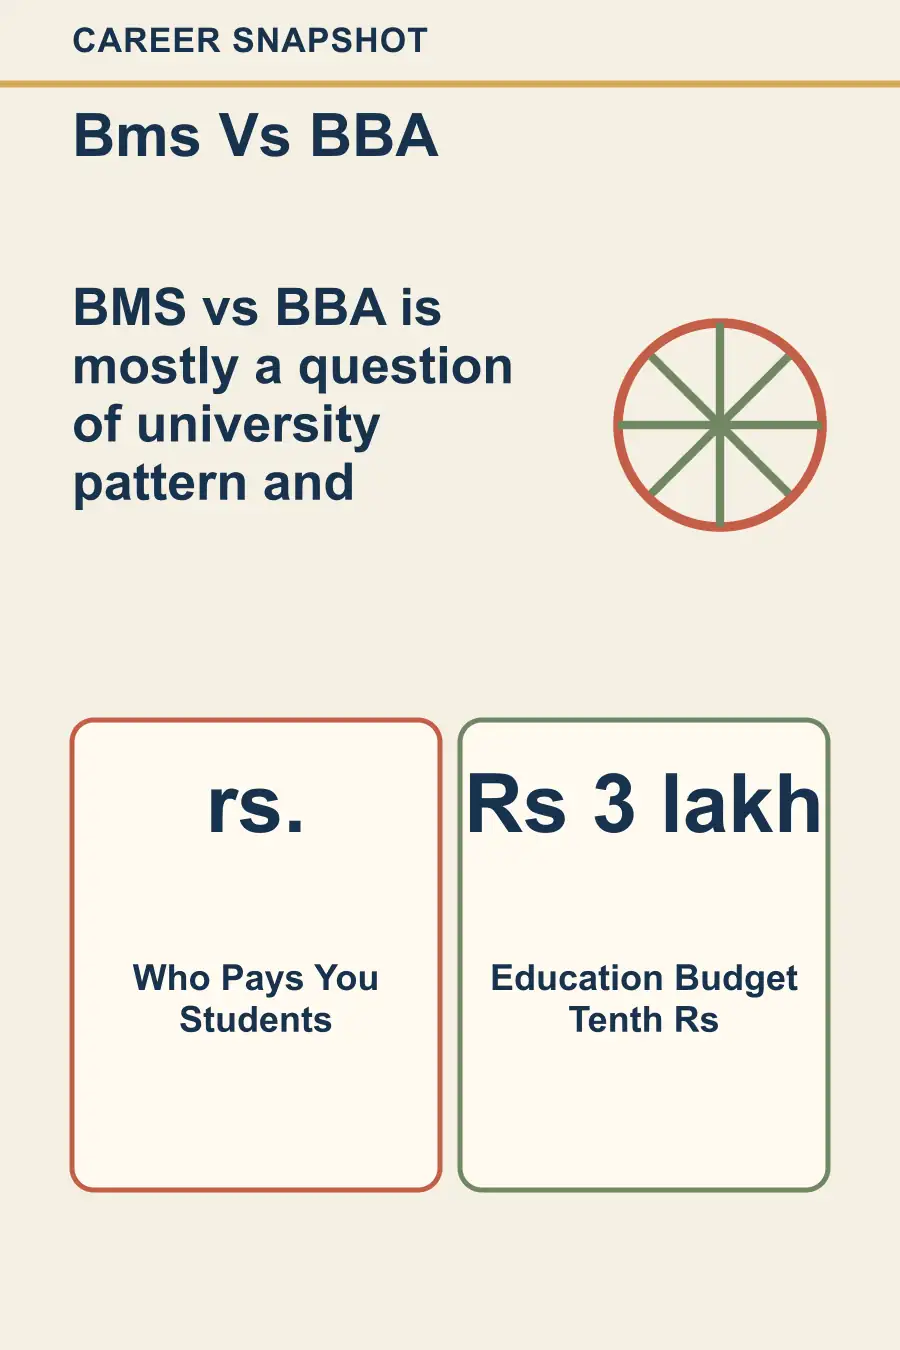 CAREER SNAPSHOT
Bms Vs BBA
BMS vs BBA is
mostly a question
of university
pattern and
rs.
Who Pays You
Students
Rs 3 lakh
Education Budget
Tenth Rs